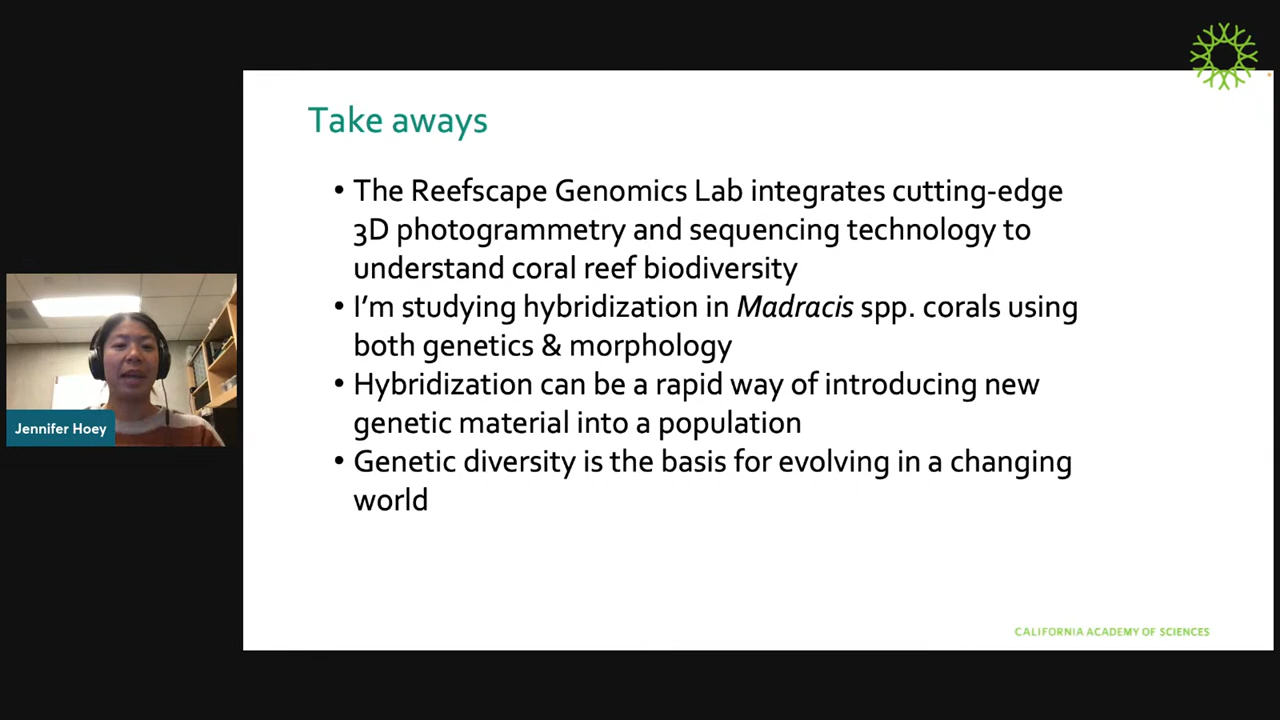 Take aways
• The Reefscape Genomics Lab integrates cutting-edge
3D photogrammetry and sequencing technology to
understand coral reef biodiversity
• I'm studying hybridization in Madracis spp. corals using
both genetics & morphology
• Hybridization can be a rapid way of introducing new
genetic material into a population
• Genetic diversity is the basis for evolving in a changing
world
Jennifer Hoey
CALIFORNIA ACADEMY OF SCIENCES